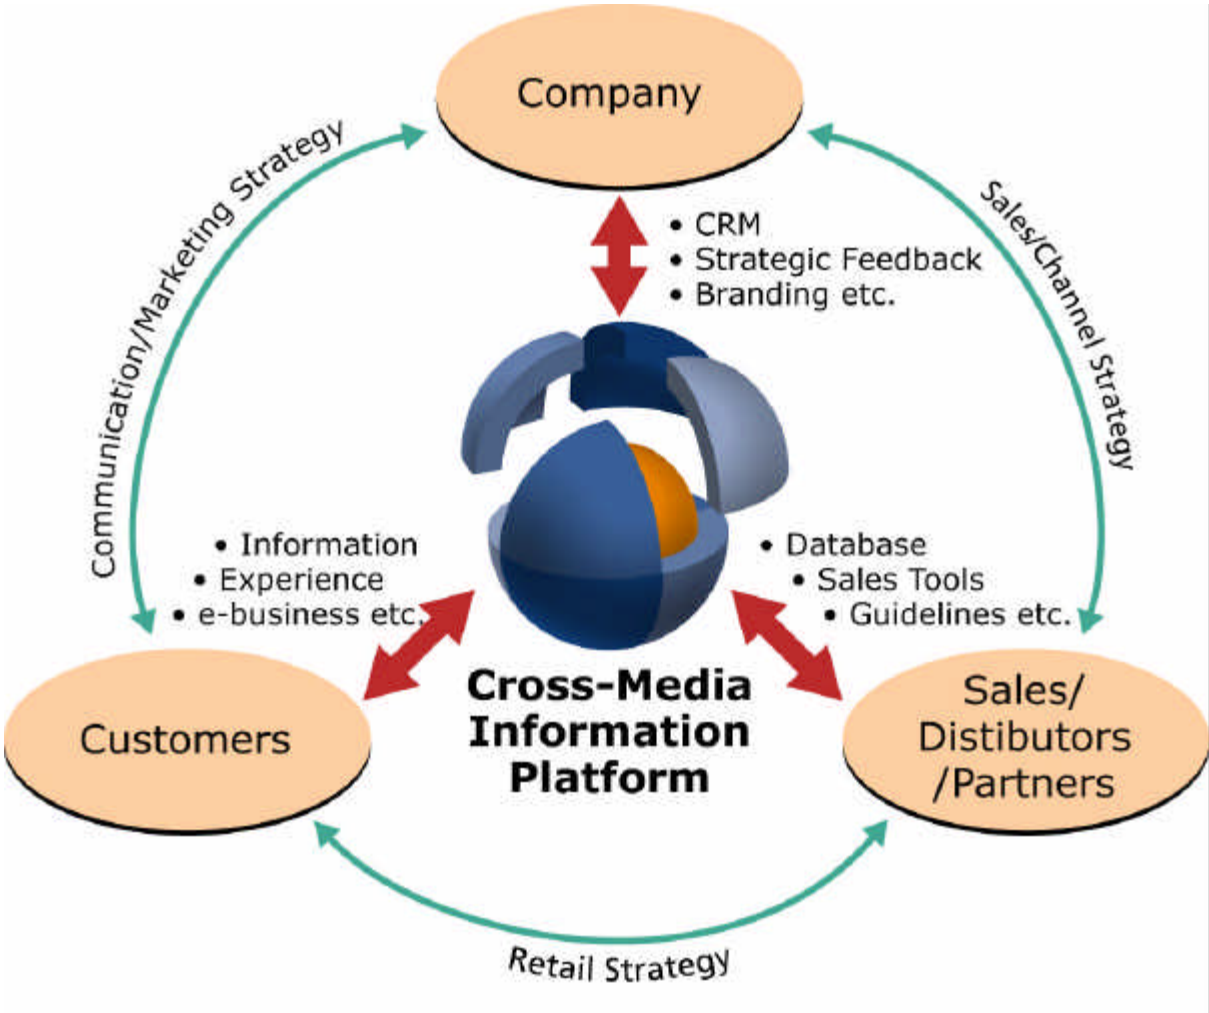 Company
Communication/Marketing Strategy
Sales/Channel Strategy
• CRM
• Strategic Feedback
• Branding etc.
• Information
• Experience
• e-business etc.
• Database
• Sales Tools
• Guidelines etc.
Cross-Media
Information
Platform
Customers
Sales/
Distibutors
/Partners
Retail Strategy